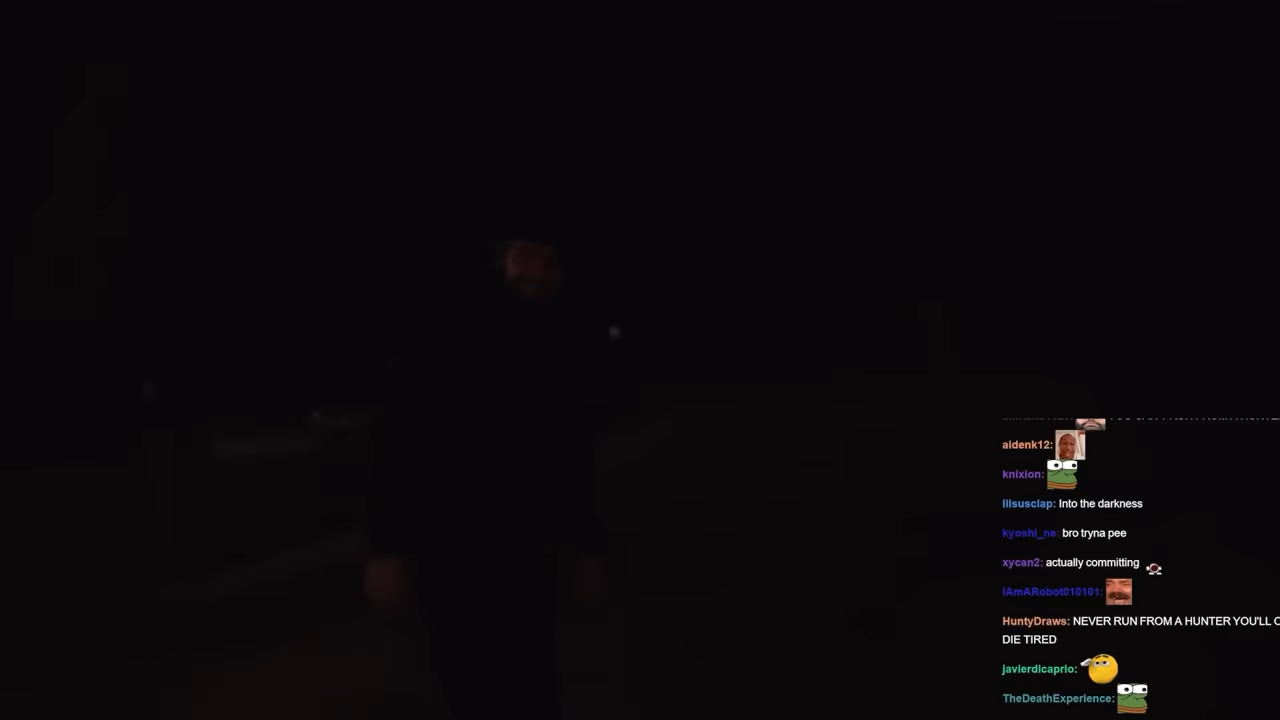 aidenk12:
knixion:
lilsusclap: Into the darkness
kyoshi_ne: bro tryna pee
xycan2: actually committing
iAmARobot010101:
HuntyDraws: NEVER RUN FROM A HUNTER YOU'LL
DIE TIRED
javierdicaprio:
TheDeathExperience: